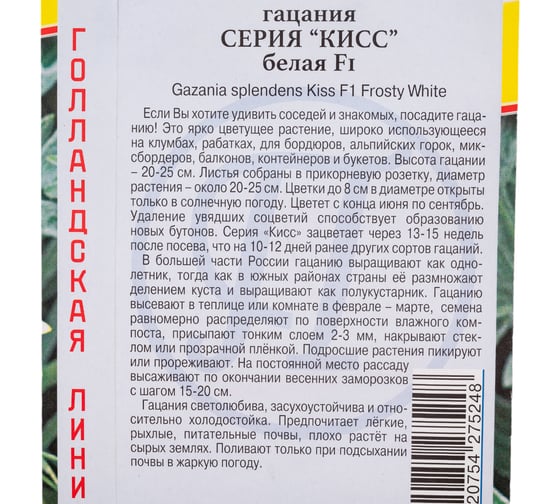 гацания
СЕРИЯ “КИСС”
белая F1
Gazania splendens Kiss F1 Frosty White
Если Вы хотите удивить соседей и знакомых, посадите гаца-
нию! Это ярко цветущее растение, широко использующееся
на клумбах, рабатках, для бордюров, альпийских горок, мик-
сбордеров, балконов, контейнеров и букетов. Высота гацании
– 20-25 см. Листья собраны в прикорневую розетку, диаметр
растения – около 20-25 см. Цветки до 8 см в диаметре открыты
только в солнечную погоду. Цветет с конца июня по сентябрь.
Удаление увядших соцветий способствует образованию
новых бутонов. Серия «Кисс» зацветает через 13-15 недель
после посева, что на 10-12 дней ранее других сортов гацаний.
В большей части России гацанию выращивают как одно-
летник, тогда как в южных районах страны её размножают
делением куста и выращивают как полукустарник. Гацанию
высевают в теплице или комнате в феврале – марте, семена
равномерно распределяют по поверхности влажного компо-
ста, присыпают тонким слоем 2-3 мм, накрывают стек-
лом или прозрачной плёнкой. Подросшие растения пикируют
или прореживают. На постоянной место рассаду
высаживают по окончании весенних заморозков
с шагом 15-20 см.
Гацания светолюбива, засухоустойчива и отно-
сительно холодостойка. Предпочитает лёгкие,
рыхлые, питательные почвы, плохо растёт на
сырых землях. Поливают только при подсыхании
почвы в жаркую погоду.
ГОЛЛАНДСКАЯ ЛИНИ
20754 275248